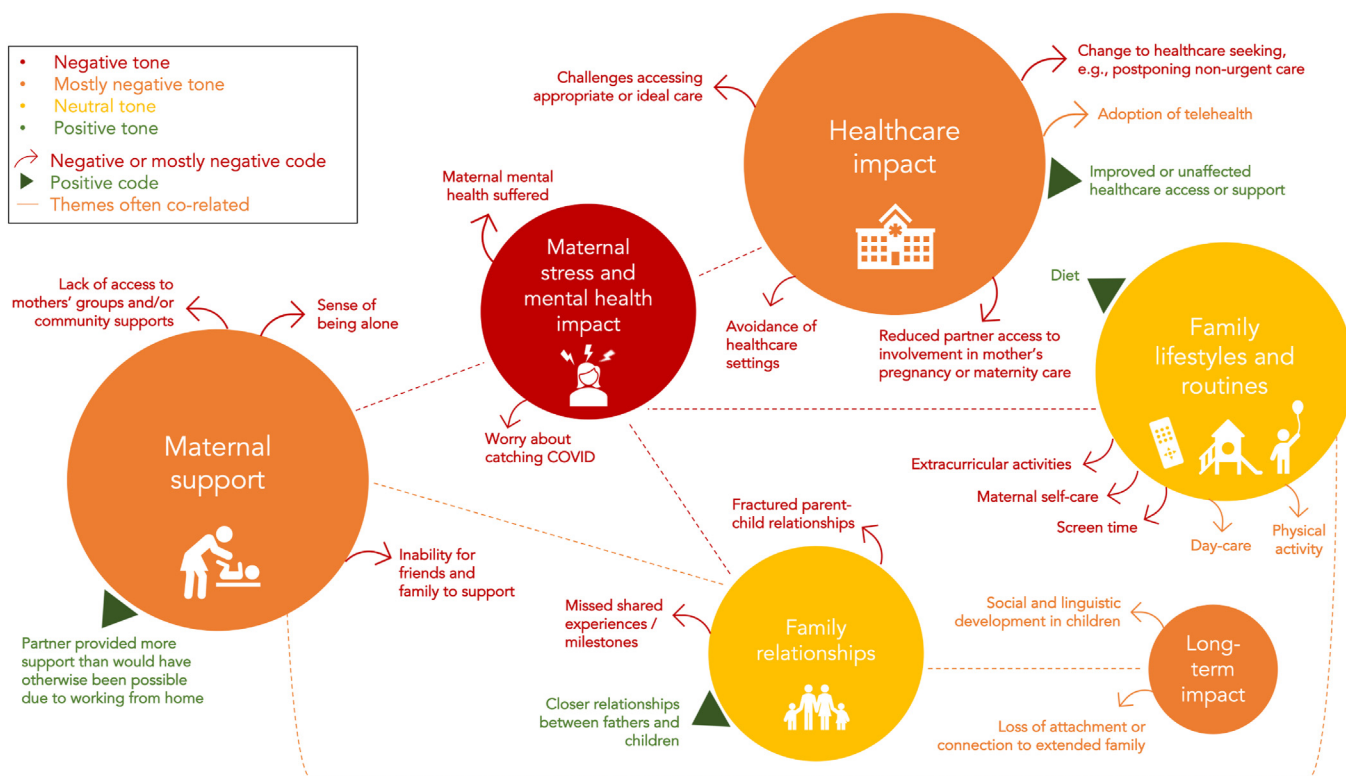 • Negative tone
• Mostly negative tone
• Neutral tone
• Positive tone
Negative or mostly negative code
Positive code
Themes often co-related
Healthcare
impact
Challenges accessing
appropriate or ideal care
Change to healthcare seeking,
e.g., postponing non-urgent care
Adoption of telehealth
Improved or unaffected
healthcare access or support
Avoidance of
healthcare
settings
Reduced partner access to
involvement in mother's
pregnancy or maternity care
Maternal
stress and
mental health
impact
Maternal mental
health suffered
Worry about
catching COVID
Maternal
support
Lack of access to
mothers' groups and/or
community supports
Sense of
being alone
Inability for
friends and
family to support
Partner provided more
support than would have
otherwise been possible
due to working from home
Family
lifestyles and
routines
Diet
Extracurricular activities
Maternal self-care
Screen time
Day-care
Physical
activity
Family
relationships
Fractured parent-
child relationships
Missed shared
experiences /
milestones
Closer relationships
between fathers and
children
Long-
term
impact
Social and linguistic
development in children
Loss of attachment or
connection to extended family